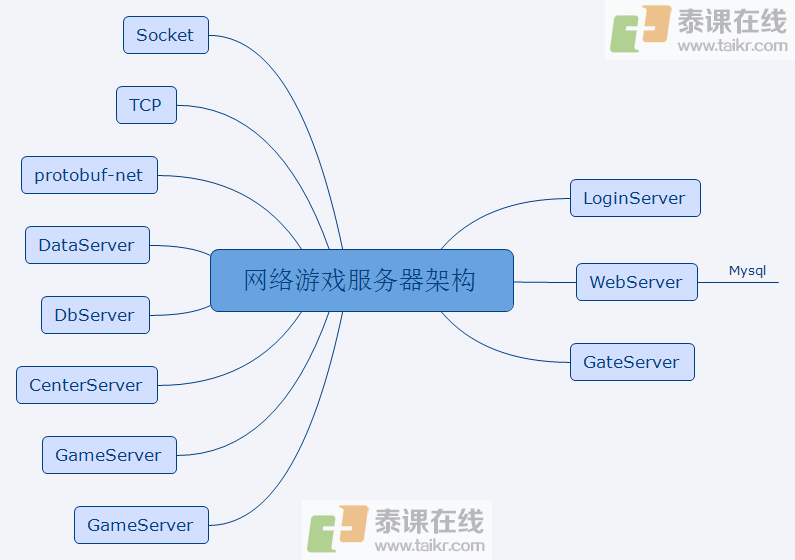 泰课在线
www.taikr.com
Socket
TCP
protobuf-net
DataServer
DbServer
CenterServer
GameServer
GameServer
网络游戏服务器架构
LoginServer
WebServer
Mysql
GateServer
泰课在线
www.taikr.com